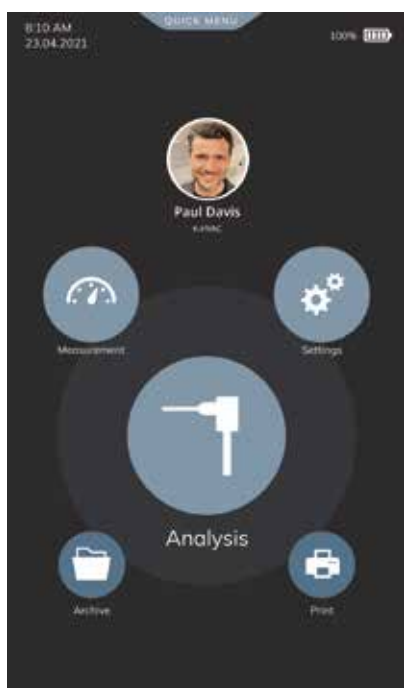 QUICK MENU
8:10 AM
23.04.2021
100%
Paul Davis
Measurement
Settings
Analysis
Archive
Print